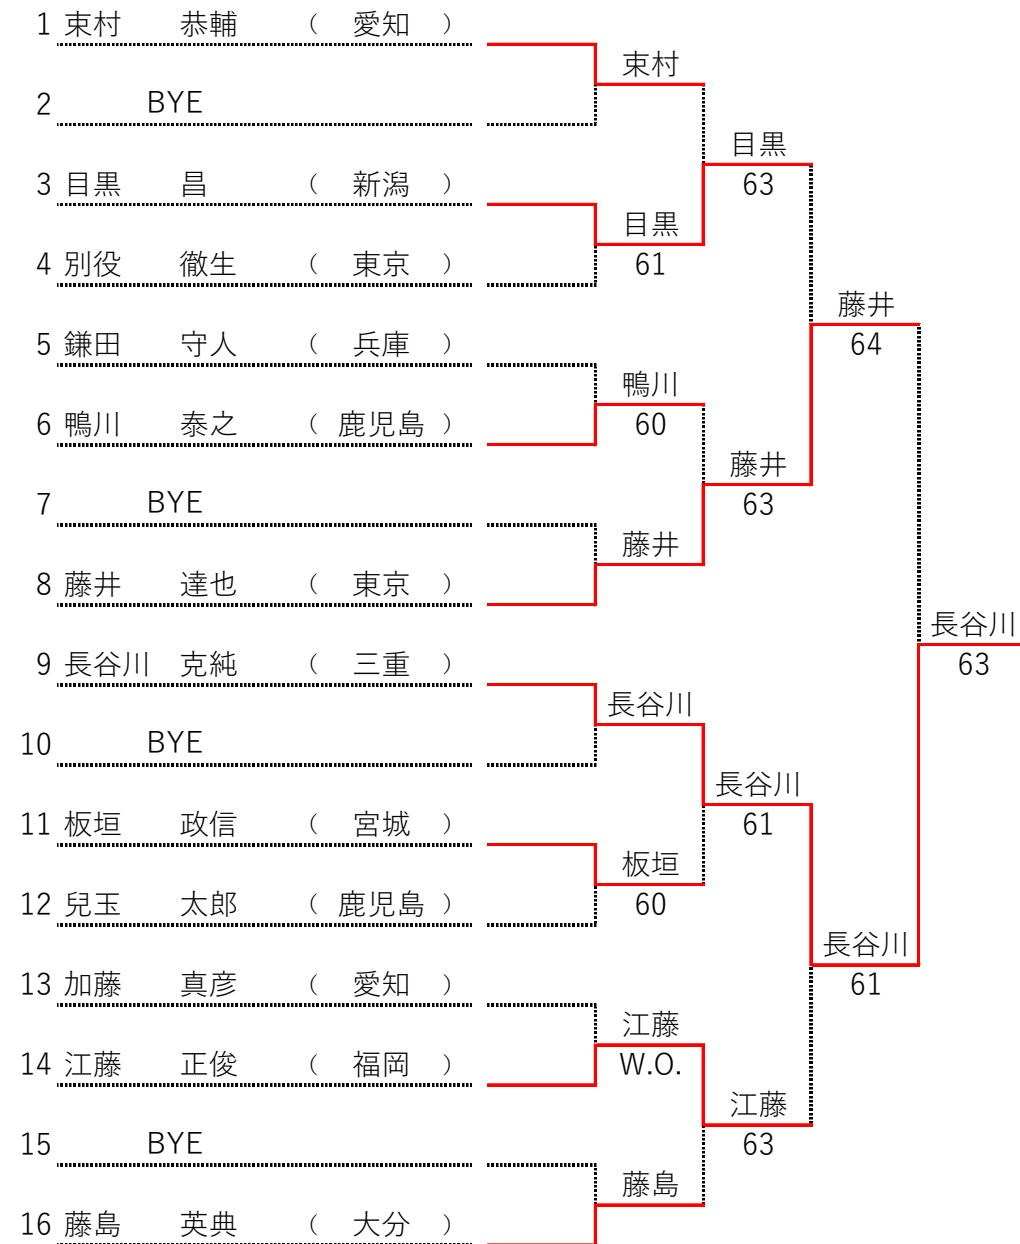 1 束村 恭輔 ( 愛知 )
束村
2 BYE
目黒
3 目黒 昌 ( 新潟 )
63
目黒
4 別役 徹生 ( 東京 )
61
藤井
5 鎌田 守人 ( 兵庫 )
64
鴨川
6 鴨川 泰之 ( 鹿児島 )
60
藤井
7 BYE
63
藤井
8 藤井 達也 ( 東京 )
長谷川
9 長谷川 克純 ( 三重 )
63
長谷川
10 BYE
長谷川
11 板垣 政信 ( 宮城 )
61
板垣
12 兒玉 太郎 ( 鹿児島 )
60
長谷川
13 加藤 真彦 ( 愛知 )
61
江藤
14 江藤 正俊 ( 福岡 )
W.O.
江藤
15 BYE
63
藤島
16 藤島 英典 ( 大分 )